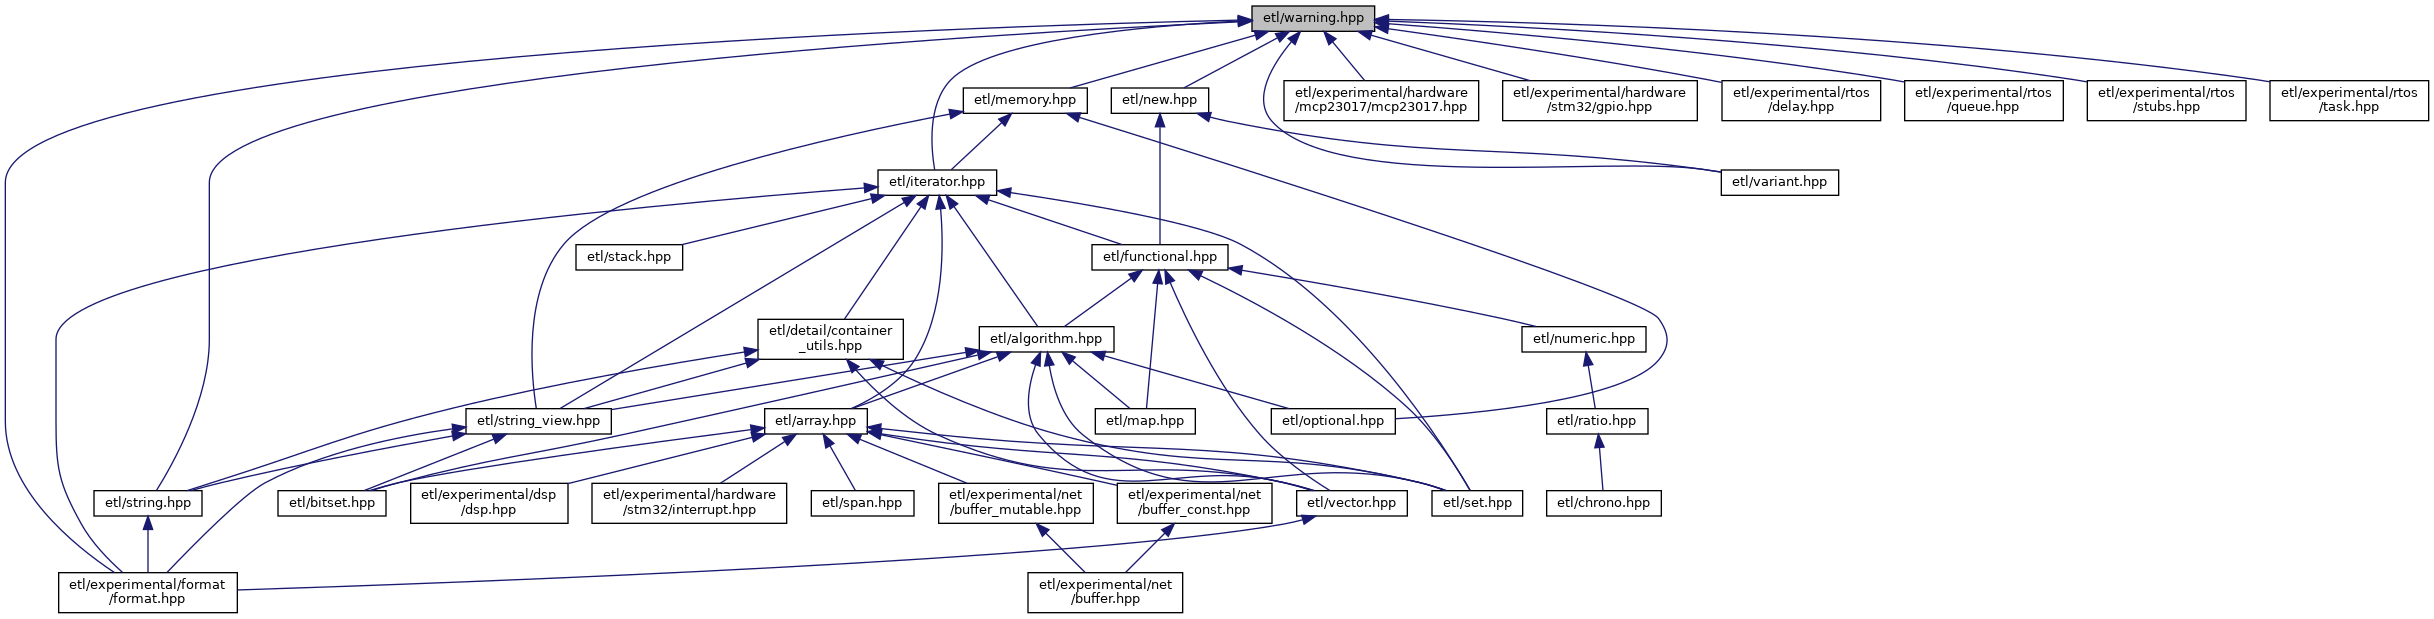 etl/warning.hpp
etl/memory.hpp
etl/new.hpp
etl/experimental/hardware
/mcp23017/mcp23017.hpp
etl/experimental/hardware
/stm32/gpio.hpp
etl/experimental/rtos
/delay.hpp
etl/experimental/rtos
/queue.hpp
etl/experimental/rtos
/stubs.hpp
etl/experimental/rtos
/task.hpp
etl/iterator.hpp
etl/variant.hpp
etl/stack.hpp
etl/functional.hpp
etl/detail/container
_utils.hpp
etl/algorithm.hpp
etl/numeric.hpp
etl/string_view.hpp
etl/array.hpp
etl/map.hpp
etl/optional.hpp
etl/ratio.hpp
etl/string.hpp
etl/bitset.hpp
etl/experimental/dsp
/dsp.hpp
etl/experimental/hardware
/stm32/interrupt.hpp
etl/span.hpp
etl/experimental/net
/buffer_mutable.hpp
etl/experimental/net
/buffer_const.hpp
etl/vector.hpp
etl/set.hpp
etl/chrono.hpp
etl/experimental/format
/format.hpp
etl/experimental/net
/buffer.hpp